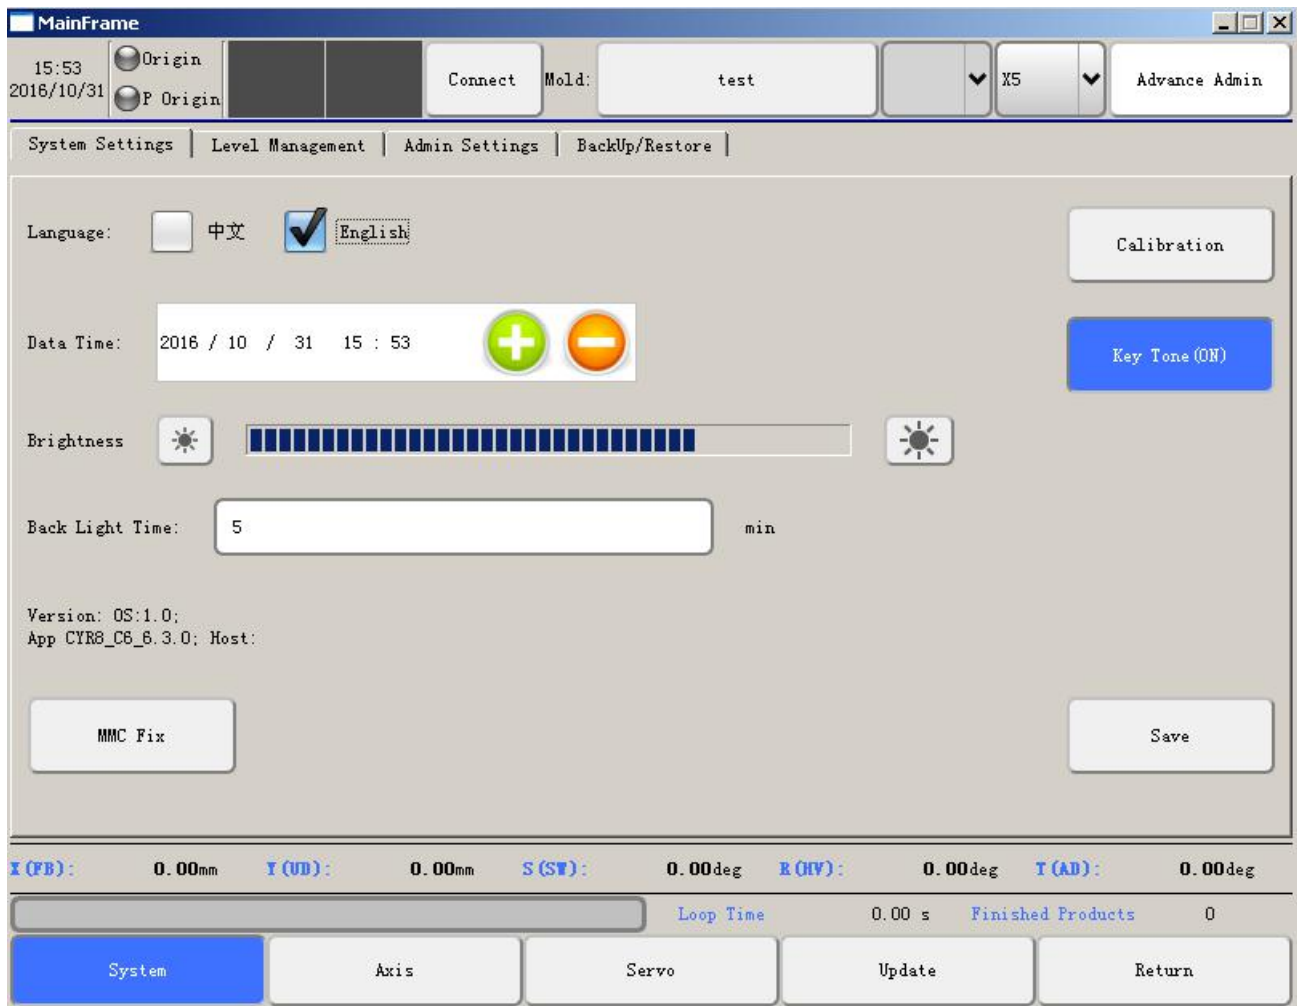 MainFrame
15:53
2016/10/31
Origin
P Origin
Connect
Mold:
test
X5
Advance Admin
System Settings
Level Management
Admin Settings
BackUp/Restore
Language:
中文
English
Calibration
Data Time:
2016 / 10 / 31 15 : 53
Key Tone(ON)
Brightness
Back Light Time:
5
min
Version: OS:1.0;
App CYR8_C6_6.3.0; Host:
MMC Fix
Save
X(FB): 0.00mm Y(UD): 0.00mm S(SW): 0.00deg R(HV): 0.00deg T(AD): 0.00deg
Loop Time 0.00 s Finished Products 0
System
Axis
Servo
Update
Return